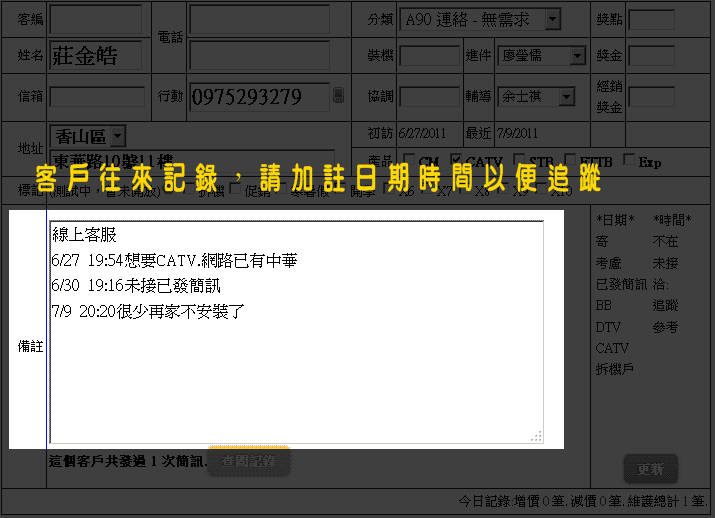 客編 電話 分類 A90 連絡 - 無需求 獎點
姓名 莊金皓 裝機 進件 廖瑩儒 獎金
信箱 行動 0975293279 協調 輔導 余士祺 經銷獎金
地址 香山區 初訪 6/27/2011 最近 7/9/2011
東華路10號11樓 產品 CM CATV STB FTTB Exp
客戶往來記錄，請加註日期時間以便追蹤
標記 (測試中，暫未開放) 拆機 促銷 寒暑假 開學 X6 X7 X8 X9 X10
線上客服
6/27 19:54想要CATV.網路已有中華
6/30 19:16未接已發簡訊
7/9 20:20很少再家不安裝了
備註
*日期* *時間*
寄 不在
考慮 未接
已發簡訊 洽:
BB 追蹤
DTV 參考
CATV
拆機戶
這個客戶共發過 1 次簡訊. 查閱記錄
更新
今日記錄:增價 0 筆. 減價 0 筆. 維護總計 1 筆.